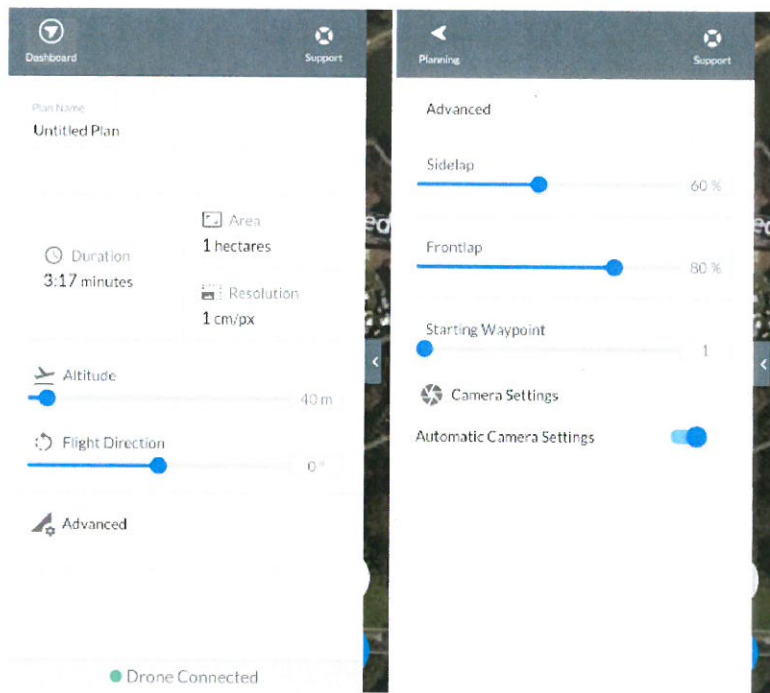 Dashboard
Support
Plan Name
Untitled Plan
Duration
3:17 minutes
Area
1 hectares
Resolution
1 cm/px
Altitude
40 m
Flight Direction
0 °
Advanced
Drone Connected
Planning
Support
Advanced
Sidelap
60 %
Frontlap
80 %
Starting Waypoint
1
Camera Settings
Automatic Camera Settings